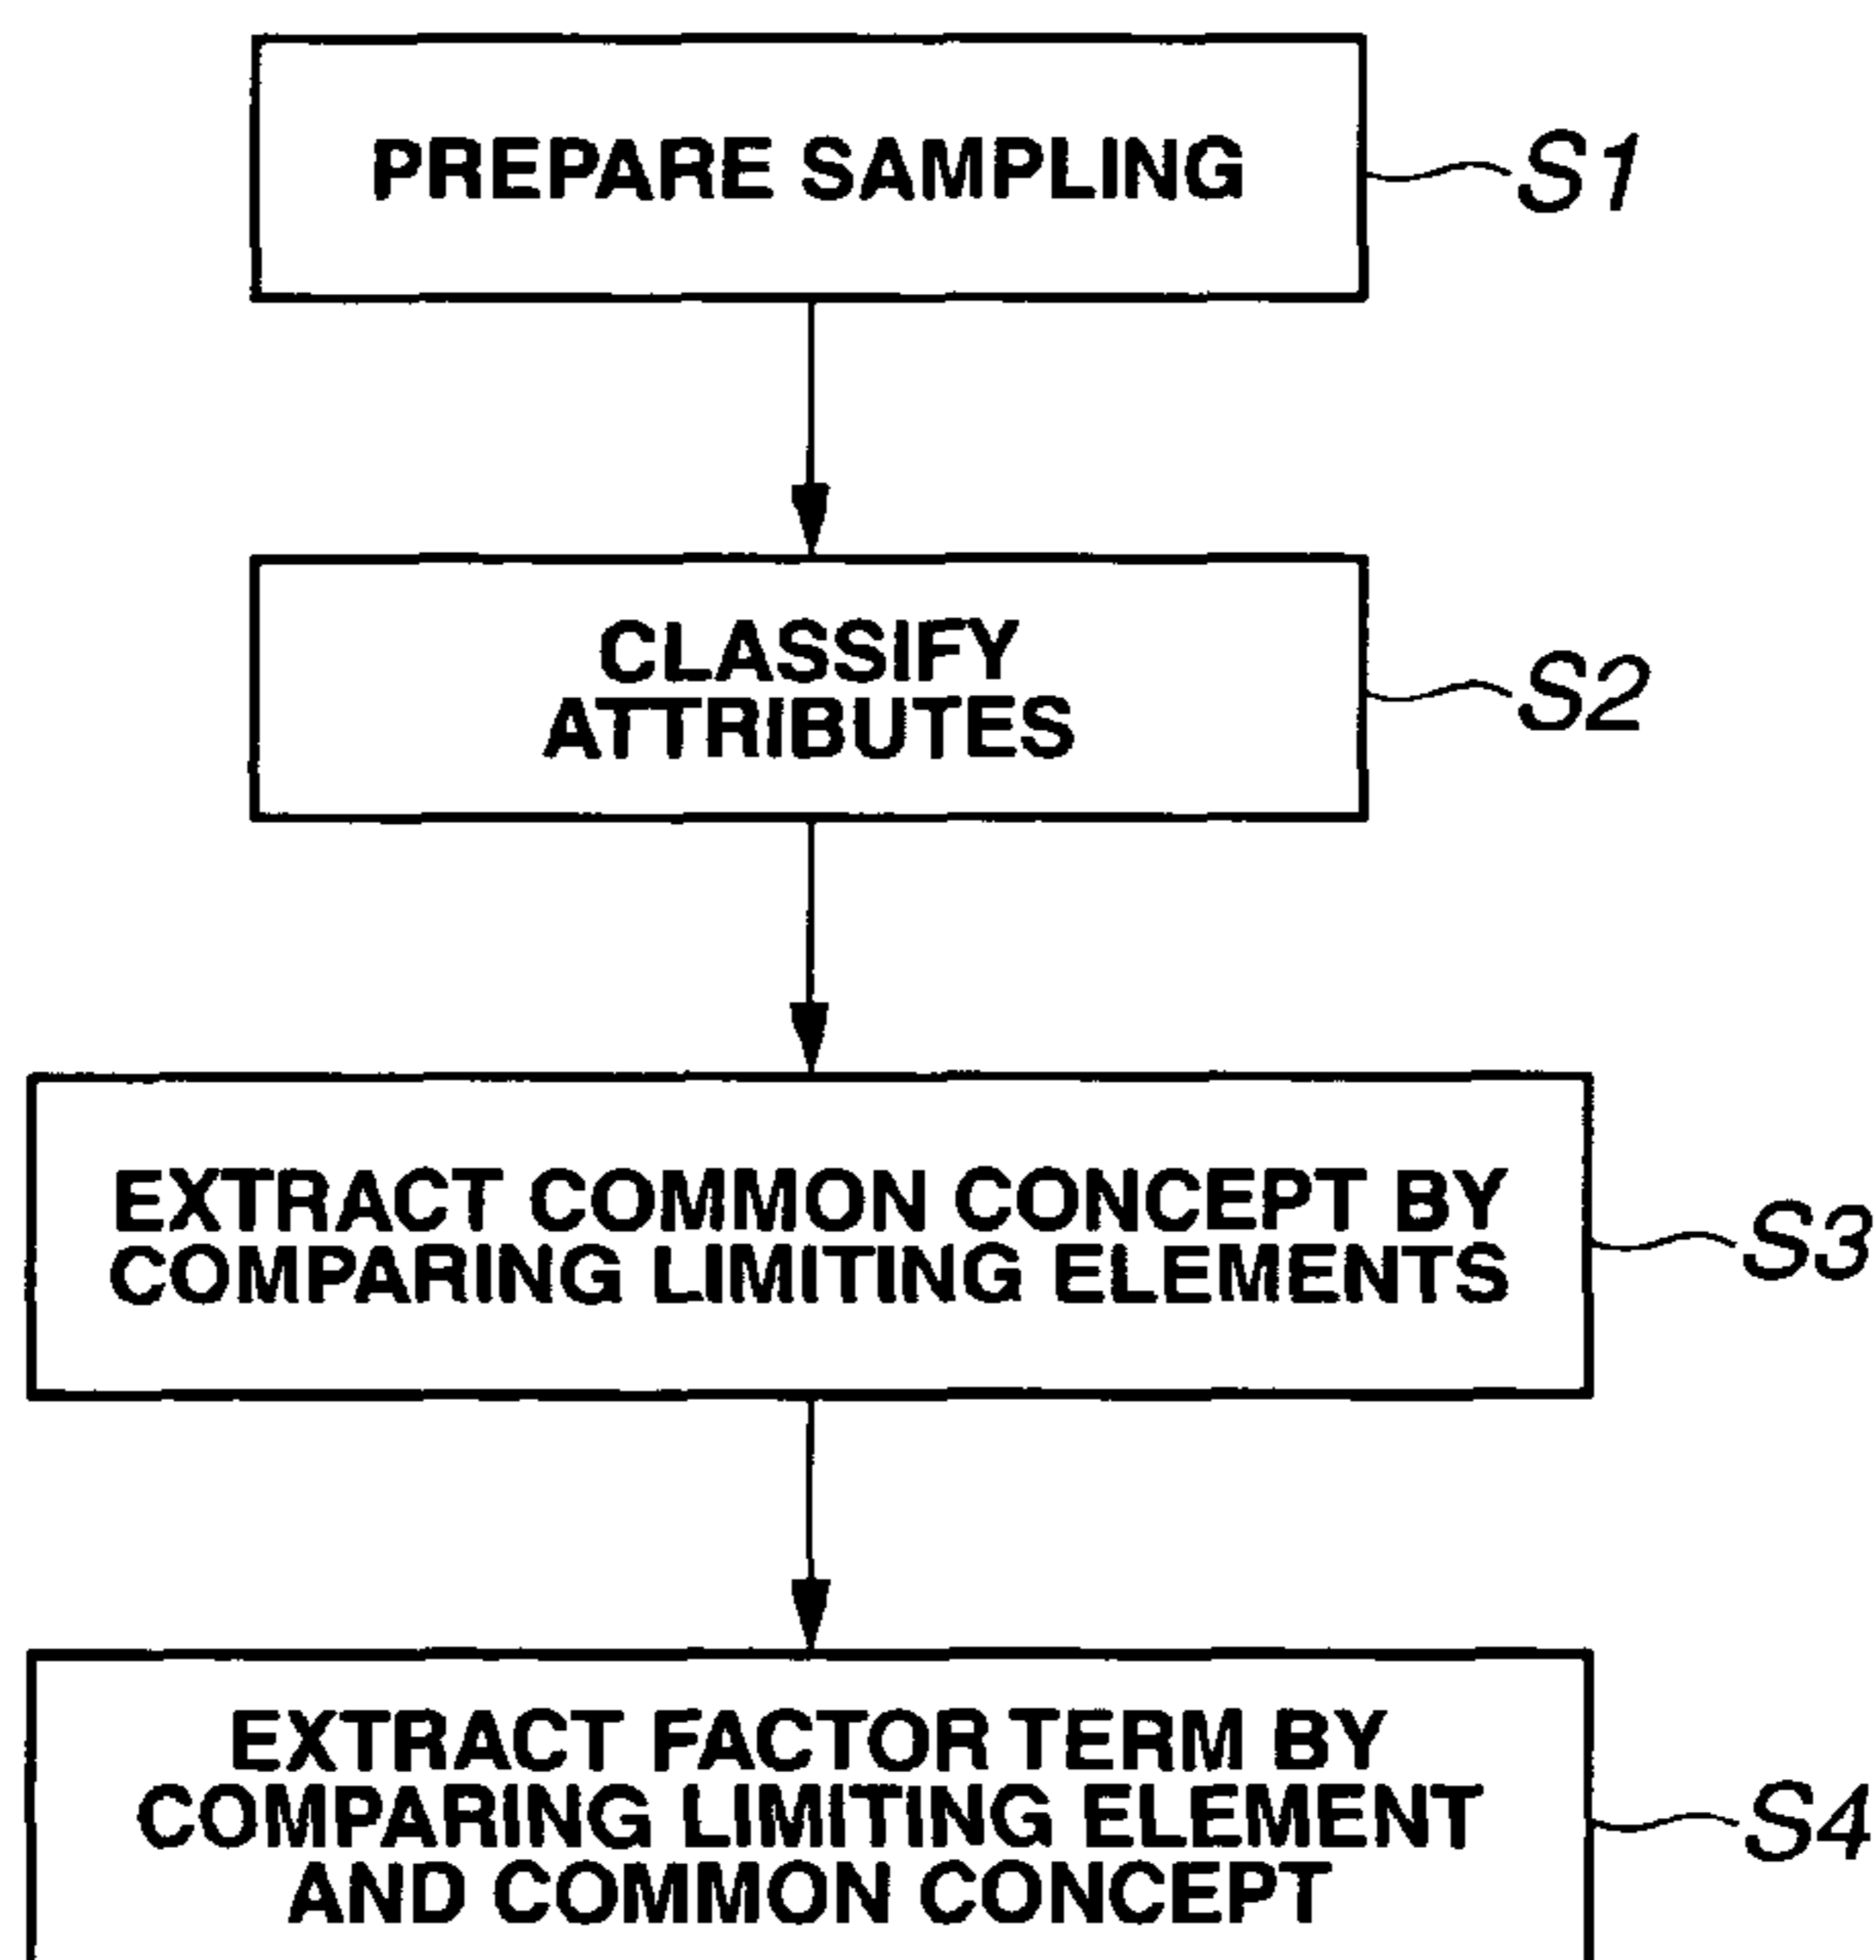 PREPARE SAMPLING
S1
CLASSIFY
ATTRIBUTES
S2
EXTRACT COMMON CONCEPT BY
COMPARING LIMITING ELEMENTS
S3
EXTRACT FACTOR TERM BY
COMPARING LIMITING ELEMENT
AND COMMON CONCEPT
S4